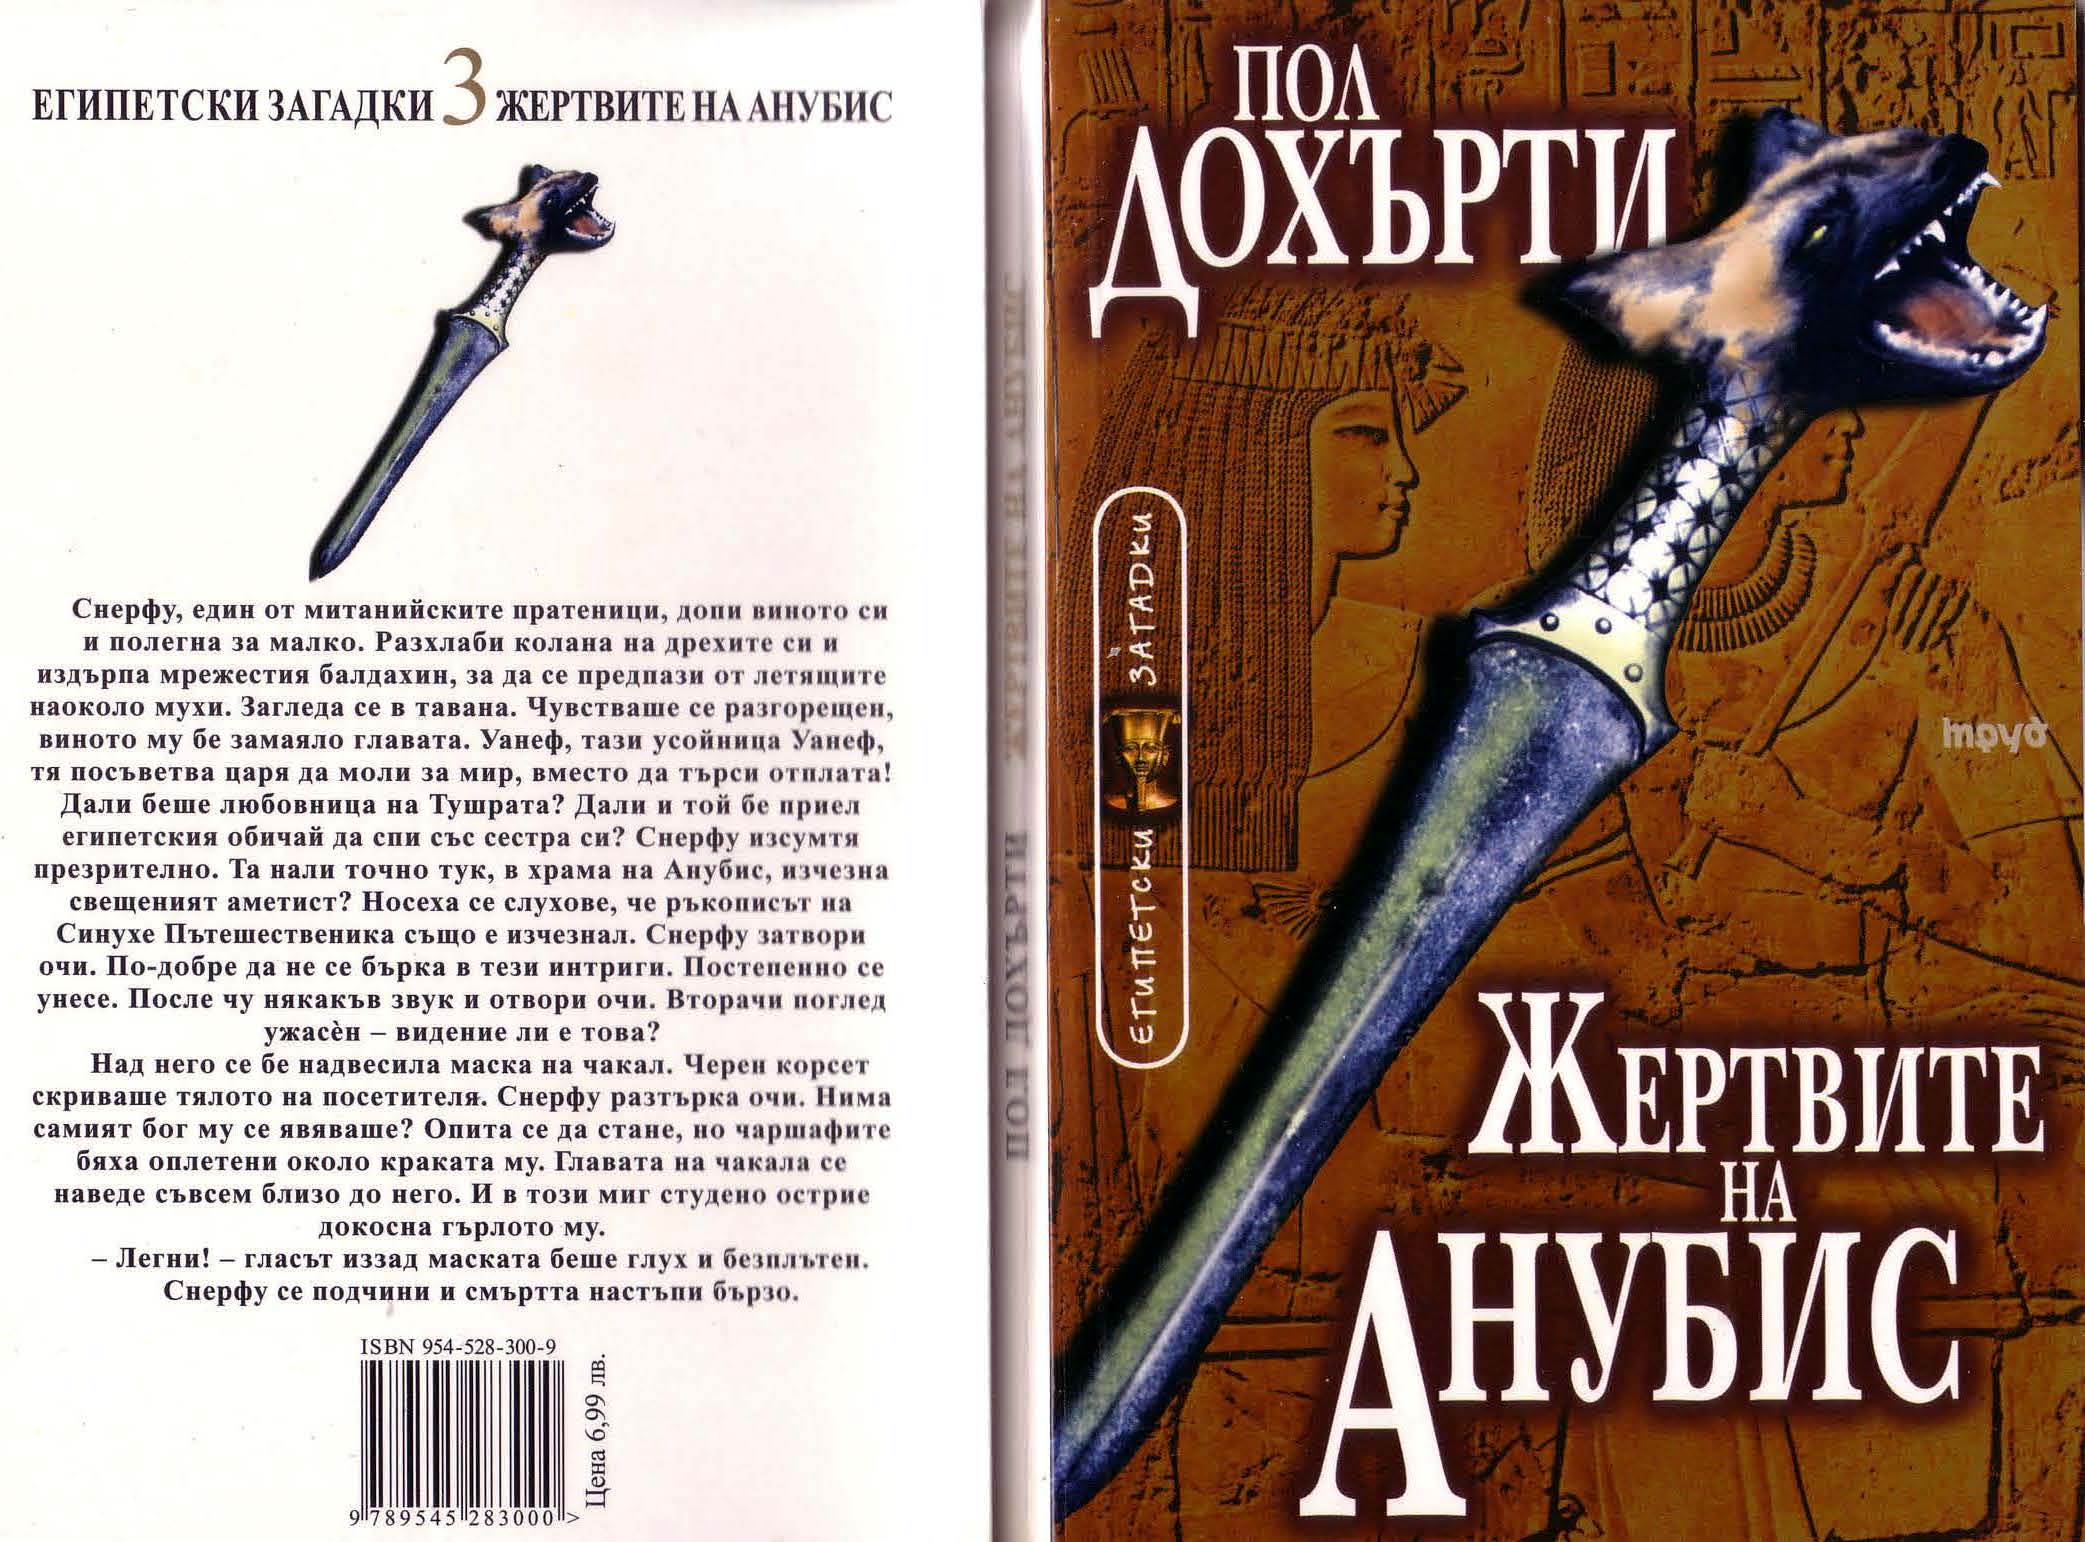 ЕГИПЕТСКИ ЗАГАДКИ 3 ЖЕРТВИТЕ НА АНУБИС
Снерфу, един от митанийските пратеници, допи виното си
и полегна за малко. Разхлаби колана на дрехите си и
издърпа мрежестия балдахин, за да се предпази от летящите
наоколо мухи. Загледа се в тавана. Чувстваше се разгорещен,
виното му бе замаяло главата. Уанеф, тази усойница Уанеф,
тя посъветва царя да моли за мир, вместо да търси отплата!
Дали беше любовница на Тушрата? Дали и той бе приел
египетския обичай да спи със сестра си? Снерфу изсумтя
презрително. Та нали точно тук, в храма на Анубис, изчезна
свещеният аметист? Носеха се слухове, че ръкописът на
Синухе Пътешественика също е изчезнал. Снерфу затвори
очи. По-добре да не се бърка в тези интриги. Постепенно се
унесе. После чу някакъв звук и отвори очи. Вторачи поглед
ужасѐн – видение ли е това?
Над него се бе надвесила маска на чакал. Черен корсет
скриваше тялото на посетителя. Снерфу разтърка очи. Нима
самият бог му се явяваше? Опита се да стане, но чаршафите
бяха оплетени около краката му. Главата на чакала се
наведе съвсем близо до него. И в този миг студено острие
докосна гърлото му.
– Легни! – гласът иззад маската беше глух и безплътен.
Снерфу се подчини и смъртта настъпи бързо.
ISBN 954-528-300-9
9 789545 283000 >
Цена 6,99 лв.
ПОЛ ДОХЪРТИ ЖЕРТВИТЕ НА АНУБИС
ПОЛ
ДОХЪРТИ
ЕГИПЕТСКИ ЗАГАДКИ
труд
ЖЕРТВИТЕ
НА
АНУБИС